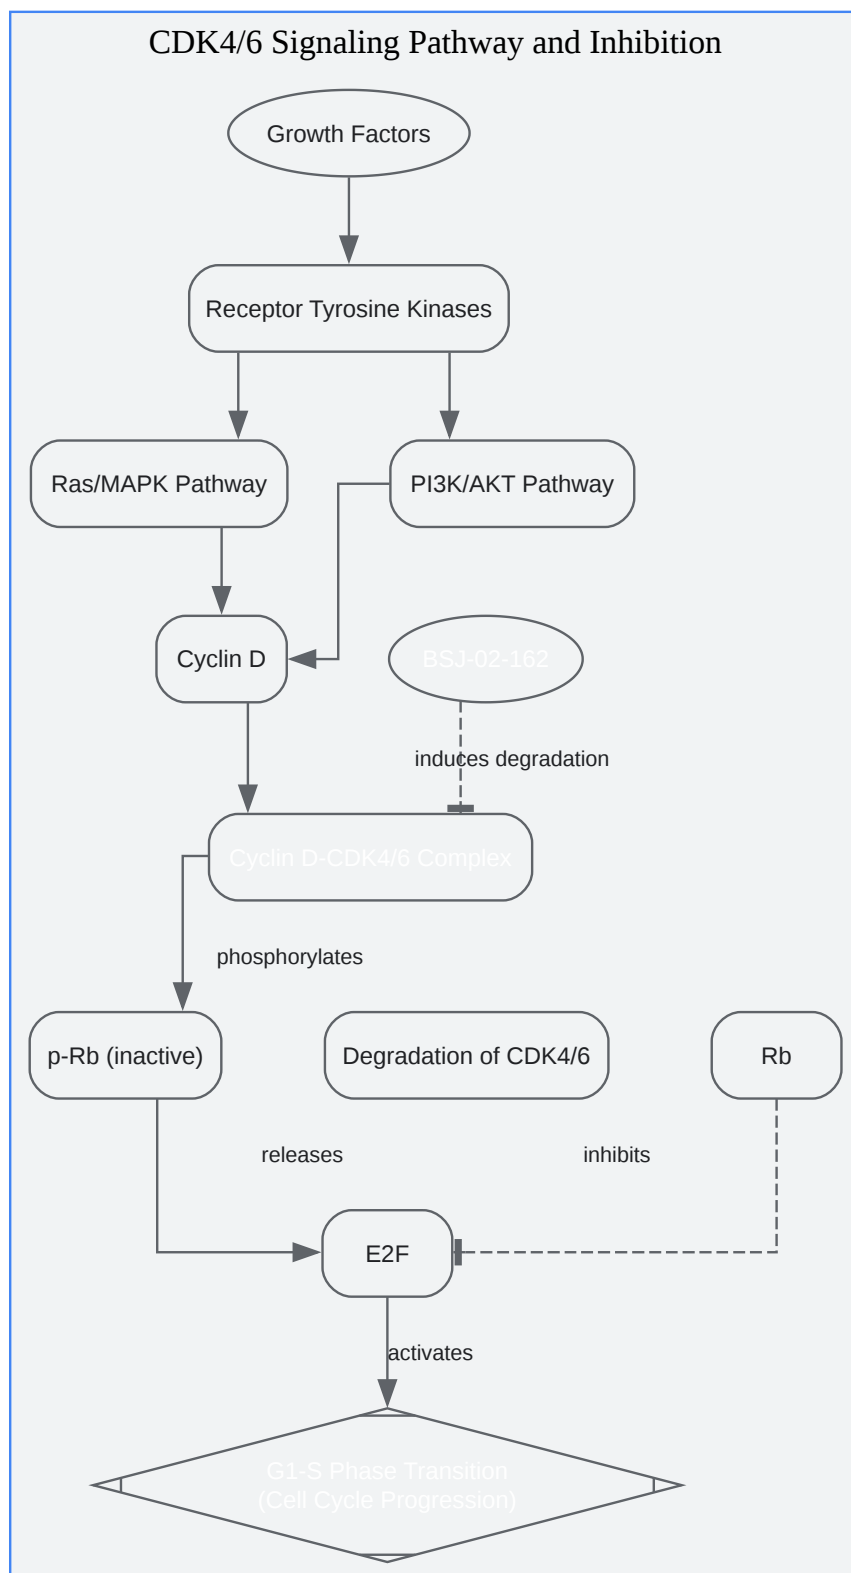 CDK4/6 Signaling Pathway and Inhibition
Growth Factors
Receptor Tyrosine Kinases
Ras/MAPK Pathway
PI3K/AKT Pathway
Cyclin D
BSJ-02-162
induces degradation
Cyclin D-CDK4/6 Complex
phosphorylates
p-Rb (inactive)
Degradation of CDK4/6
Rb
releases
inhibits
E2F
activates
G1-S Phase Transition
(Cell Cycle Progression)